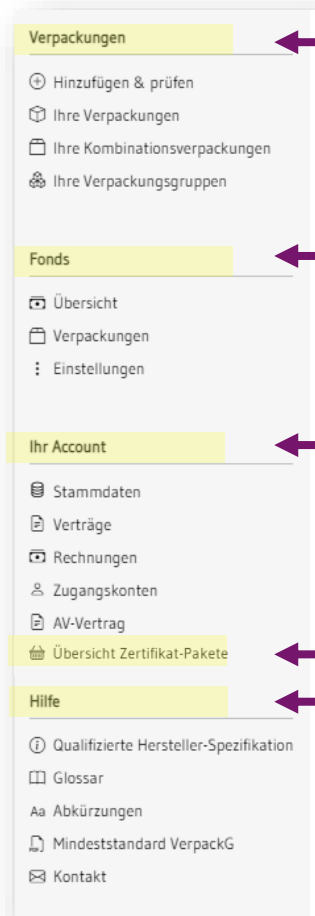 Verpackungen
Hinzufügen & prüfen
Ihre Verpackungen
Ihre Kombinationsverpackungen
Ihre Verpackungsgruppen
Fonds
Übersicht
Verpackungen
Einstellungen
Ihr Account
Stammdaten
Verträge
Rechnungen
Zugangskonten
AV-Vertrag
Übersicht Zertifikat-Pakete
Hilfe
Qualifizierte Hersteller-Spezifikation
Glossar
Aa Abkürzungen
Mindeststandard VerpackG
Kontakt